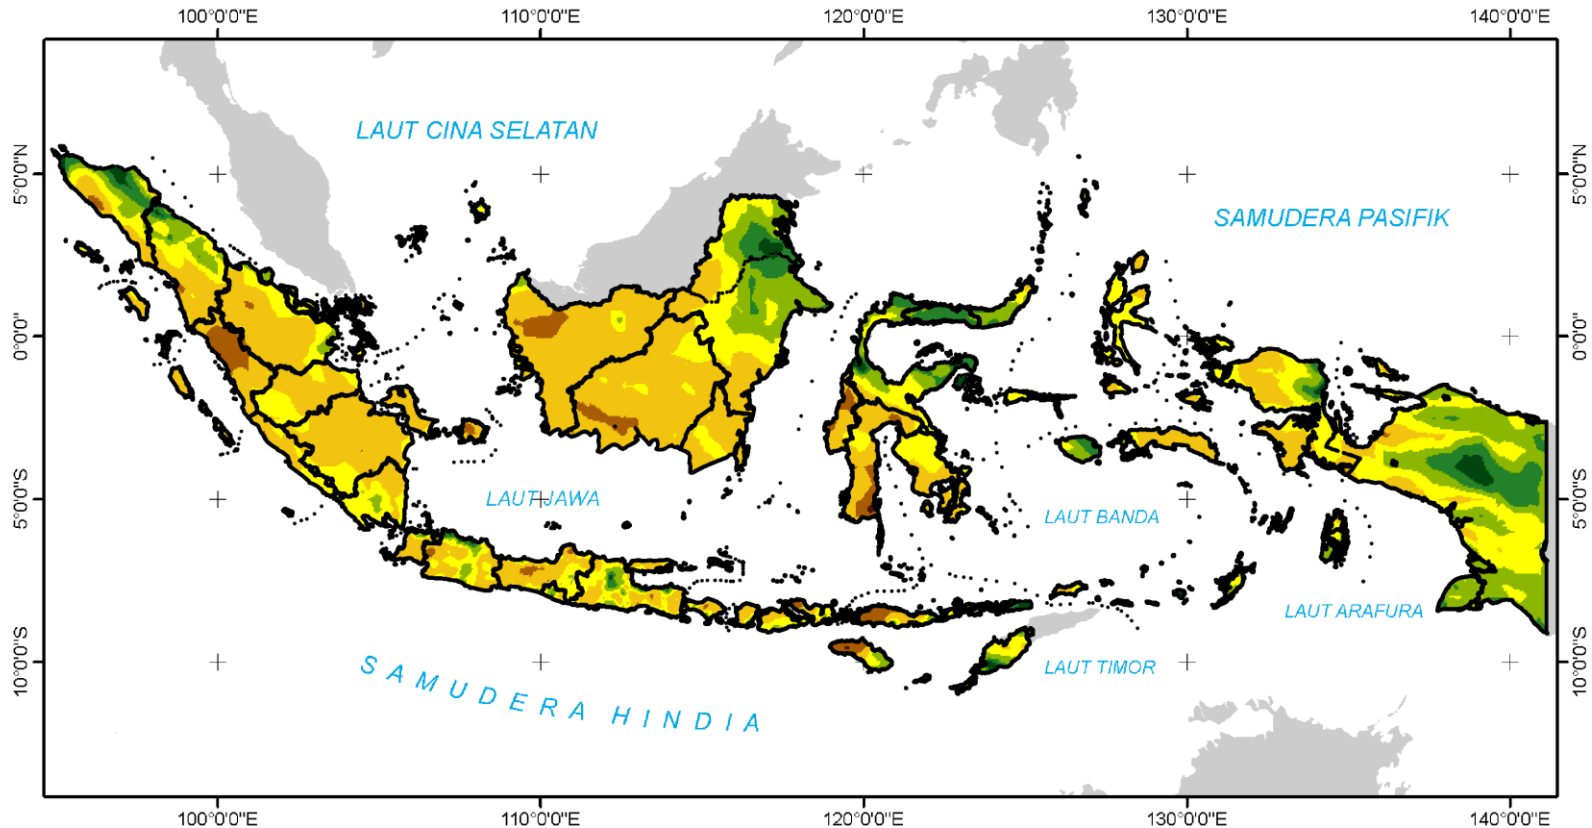 100°0'0"E 110°0'0"E 120°0'0"E 130°0'0"E 140°0'0"E
LAUT CINA SELATAN
5°0'0"N 5°0'0"N
SAMUDERA PASIFIK
0°0'0" 0°0'0"
LAUT JAWA
5°0'0"S 5°0'0"S
LAUT BANDA
LAUT ARAFURA
10°0'0"S 10°0'0"S
LAUT TIMOR
SAMUDERA HINDIA
100°0'0"E 110°0'0"E 120°0'0"E 130°0'0"E 140°0'0"E